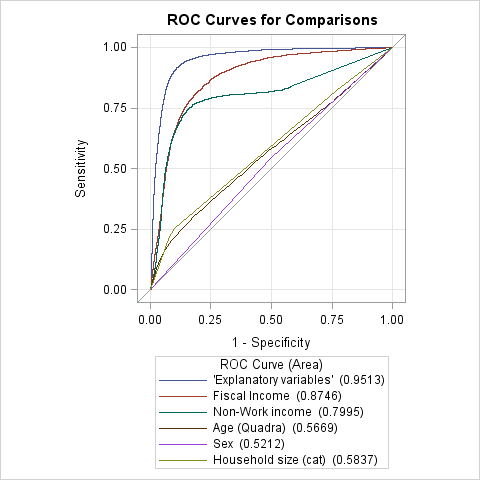 ROC Curves for Comparisons
1.00
0.75
0.50
0.25
0.00
Sensitivity
0.00 0.25 0.50 0.75 1.00
1 - Specificity
ROC Curve (Area)
'Explanatory variables' (0.9513)
Fiscal Income (0.8746)
Non-Work income (0.7995)
Age (Quadra) (0.5669)
Sex (0.5212)
Household size (cat) (0.5837)